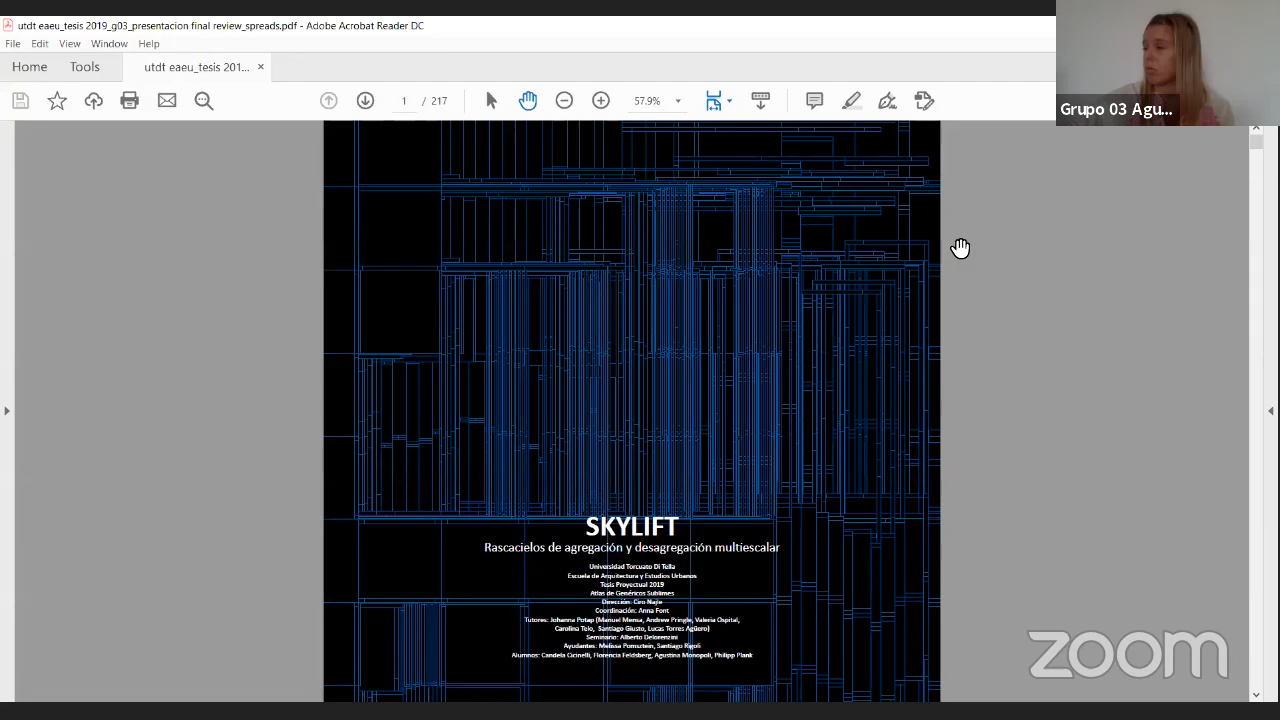 utdt eaeu_tesis 2019_g03_presentacion final review_spreads.pdf - Adobe Acrobat Reader DC
File Edit View Window Help
Home Tools utdt eaeu_tesis 201... ×
1 / 217 57.9%
Grupo 03 Agu...
SKYLIFT
Rascacielos de agregación y desagregación multiescalar
Universidad Torcuato Di Tella
Escuela de Arquitectura y Estudios Urbanos
Tesis Proyectual 2019
Atlas de Genéricos Sublimes
Dirección: Ciro Najle
Coordinación: Anna Font
Tutores: Johanna Potap (Manuel Mensa, Andrew Pringle, Valeria Ospital,
Carolina Telo, Santiago Giusto, Lucas Torres Agüero)
Seminario: Alberto Delorenzini
Ayudantes: Melissa Pomsztein, Santiago Rigoli
Alumnos: Candela Cicinelli, Florencia Feldsberg, Agustina Monopoli, Philipp Plank
zoom